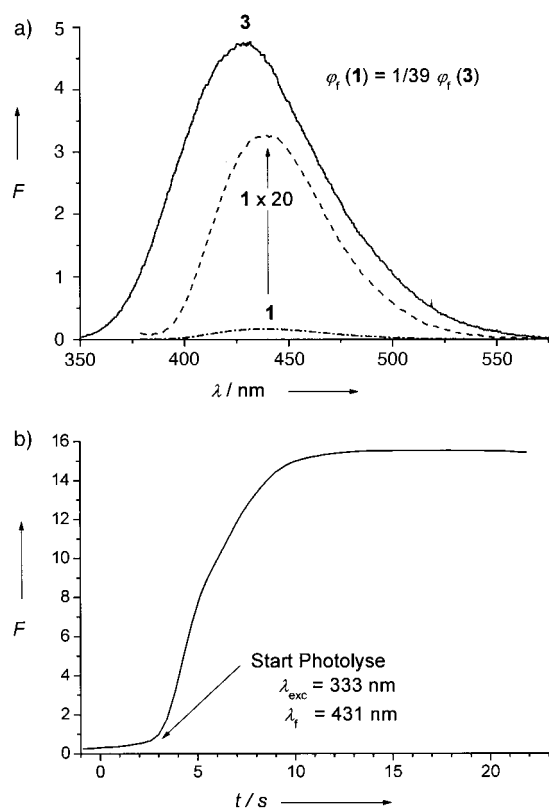 a)
3
5
φf (1) = 1/39 φf (3)
4
3
F
1 x 20
2
1
1
0
350
400
450
500
550
λ / nm
b)
16
14
12
10
F
8
6
Start Photolyse
4
λexc = 333 nm
2
λf = 431 nm
0
0
5
10
15
20
t / s